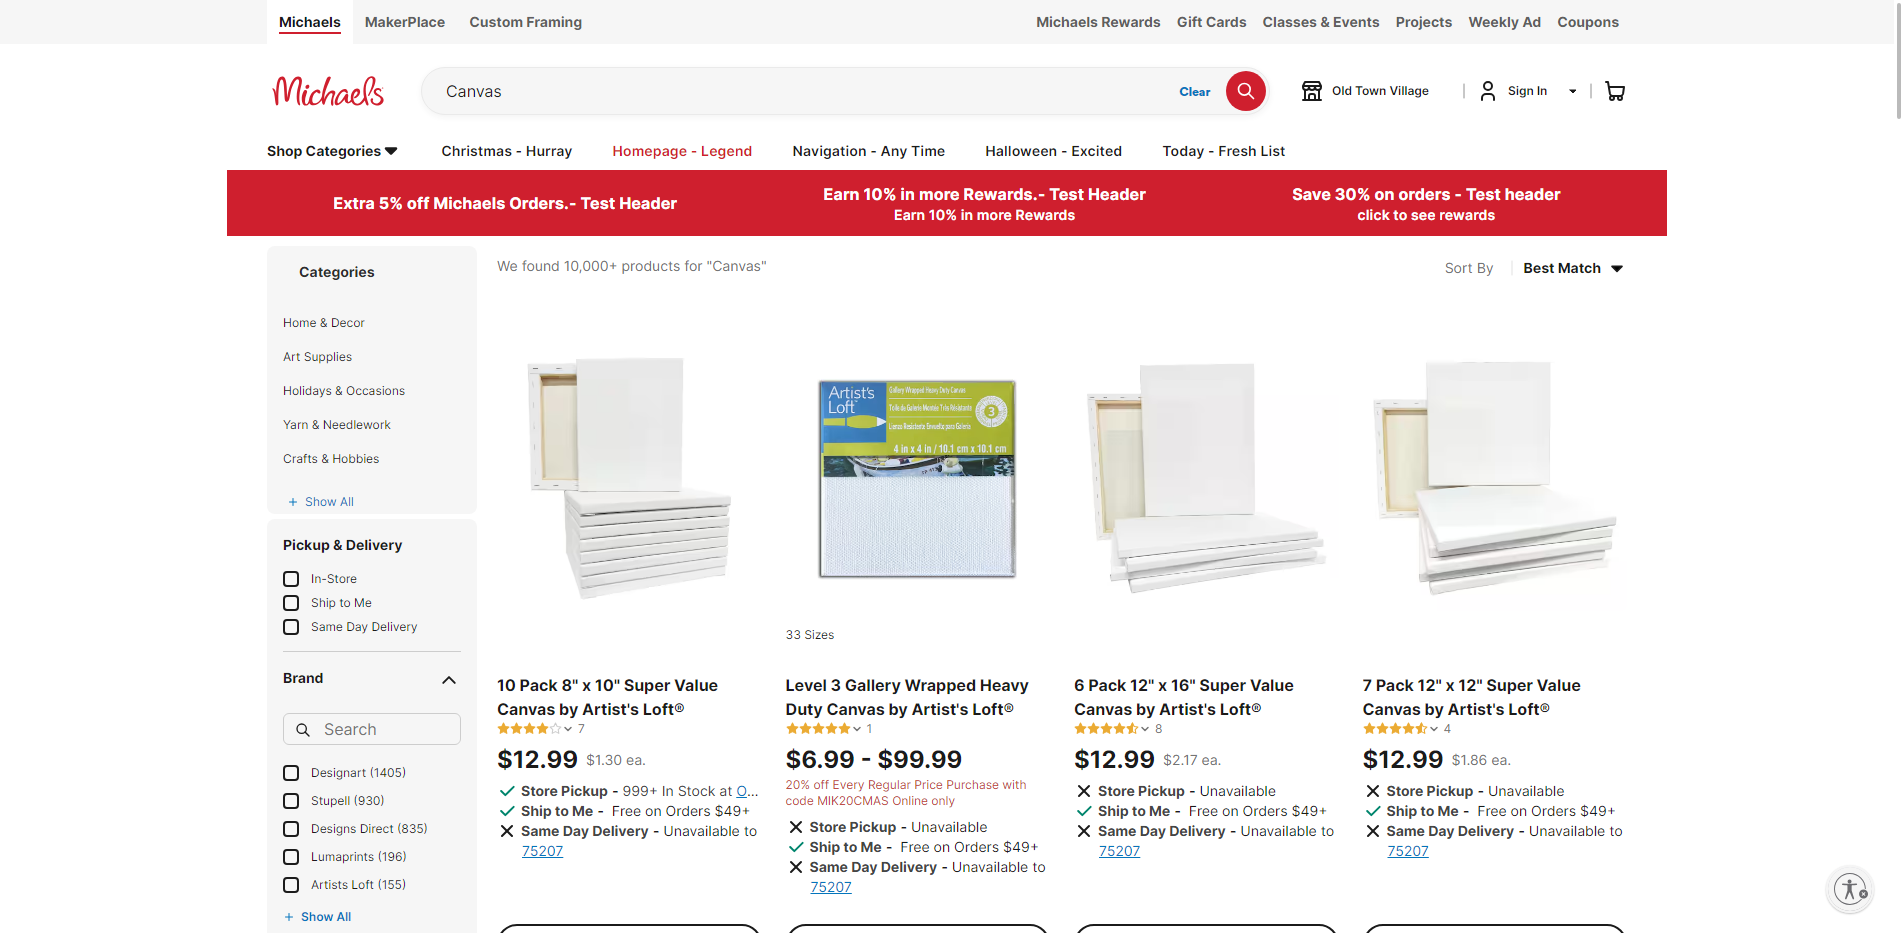 Michaels
MakerPlace
Custom Framing
Michaels Rewards
Gift Cards
Classes & Events
Projects
Weekly Ad
Coupons
Michaels
Canvas
Clear
Old Town Village
Sign In
Shop Categories
Christmas - Hurray
Homepage - Legend
Navigation - Any Time
Halloween - Excited
Today - Fresh List
Extra 5% off Michaels Orders.- Test Header
Earn 10% in more Rewards.- Test Header
Earn 10% in more Rewards
Save 30% on orders - Test header
click to see rewards
Categories
Home & Decor
Art Supplies
Holidays & Occasions
Yarn & Needlework
Crafts & Hobbies
+ Show All
Pickup & Delivery
In-Store
Ship to Me
Same Day Delivery
Brand
Search
Designart (1405)
Stupell (930)
Designs Direct (835)
Lumaprints (196)
Artists Loft (155)
+ Show All
We found 10,000+ products for "Canvas"
Sort By
Best Match
10 Pack 8" x 10" Super Value
Canvas by Artist's Loft®
7
$12.99 $1.30 ea.
Store Pickup - 999+ In Stock at O...
Ship to Me - Free on Orders $49+
Same Day Delivery - Unavailable to
75207
Artist's
Loft
Gallery Wrapped Heavy Duty Canvas
3
4 in x 4 in / 10.1 cm x 10.1 cm
33 Sizes
Level 3 Gallery Wrapped Heavy
Duty Canvas by Artist's Loft®
1
$6.99 - $99.99
20% off Every Regular Price Purchase with
code MIK20CMAS Online only
Store Pickup - Unavailable
Ship to Me - Free on Orders $49+
Same Day Delivery - Unavailable to
75207
6 Pack 12" x 16" Super Value
Canvas by Artist's Loft®
8
$12.99 $2.17 ea.
Store Pickup - Unavailable
Ship to Me - Free on Orders $49+
Same Day Delivery - Unavailable to
75207
7 Pack 12" x 12" Super Value
Canvas by Artist's Loft®
4
$12.99 $1.86 ea.
Store Pickup - Unavailable
Ship to Me - Free on Orders $49+
Same Day Delivery - Unavailable to
75207